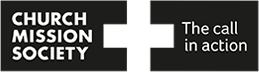 CHURCH
MISSION
SOCIETY
The call
in action